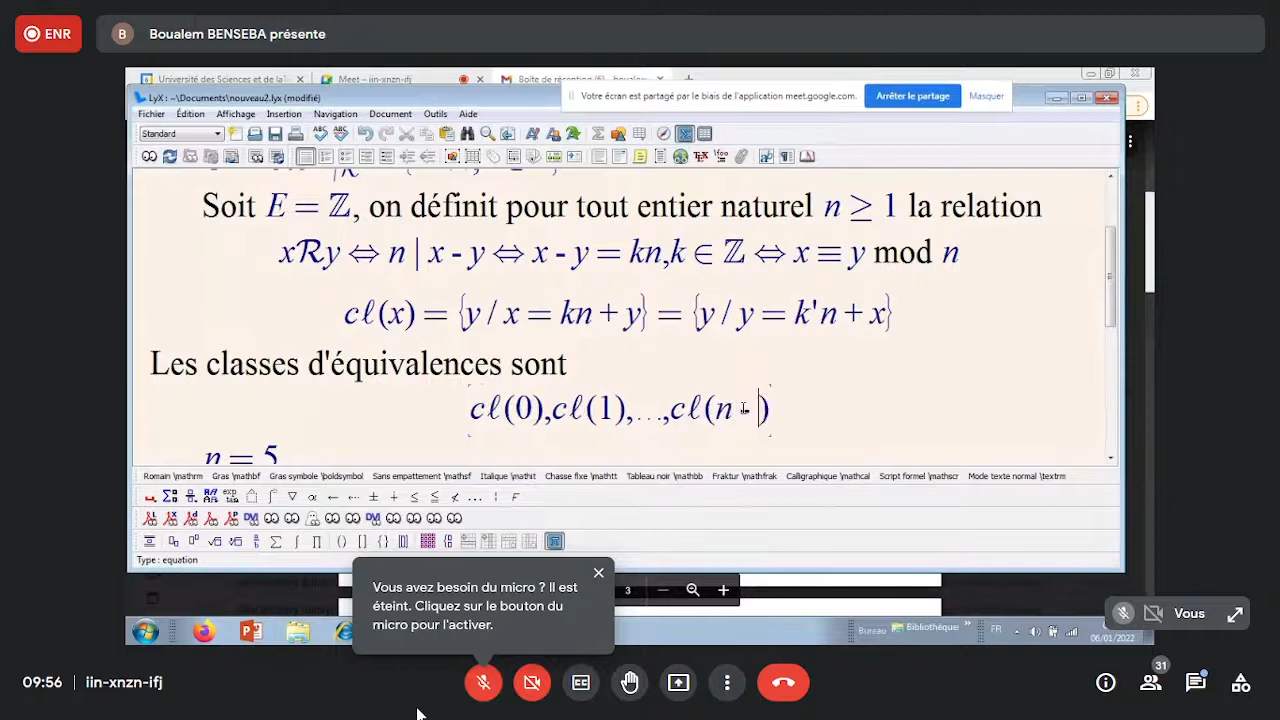 ENR
B Boualem BENSEBA présente
Université des Sciences et de la
Meet – iin-xnzn-ifj
LyX : ~\Documents\nouveau2.lyx (modifié)
Votre écran est partagé par le biais de l'application meet.google.com.
Arrêter le partage
Masquer
Fichier Édition Affichage Insertion Navigation Document Outils Aide
Standard
Soit E = ℤ, on définit pour tout entier naturel n ≥ 1 la relation
xℛy ⇔ n | x - y ⇔ x - y = kn,k ∈ ℤ ⇔ x ≡ y mod n
cℓ(x) = {y / x = kn + y} = {y / y = k'n + x}
Les classes d'équivalences sont
cℓ(0),cℓ(1),…,cℓ(n - )
n = 5
Romain \mathrm Gras \mathbf Gras symbole \boldsymbol Sans empattement \mathsf Italique \mathit Chasse fixe \mathtt Tableau noir \mathbb Fraktur \mathfrak Calligraphique \mathcal Script formel \mathscr Mode texte normal \textrm
Type : equation
Vous avez besoin du micro ? Il est
éteint. Cliquez sur le bouton du
micro pour l'activer.
3
Vous
Bureau Bibliothèques FR
06/01/2022
09:56 | iin-xnzn-ifj
31